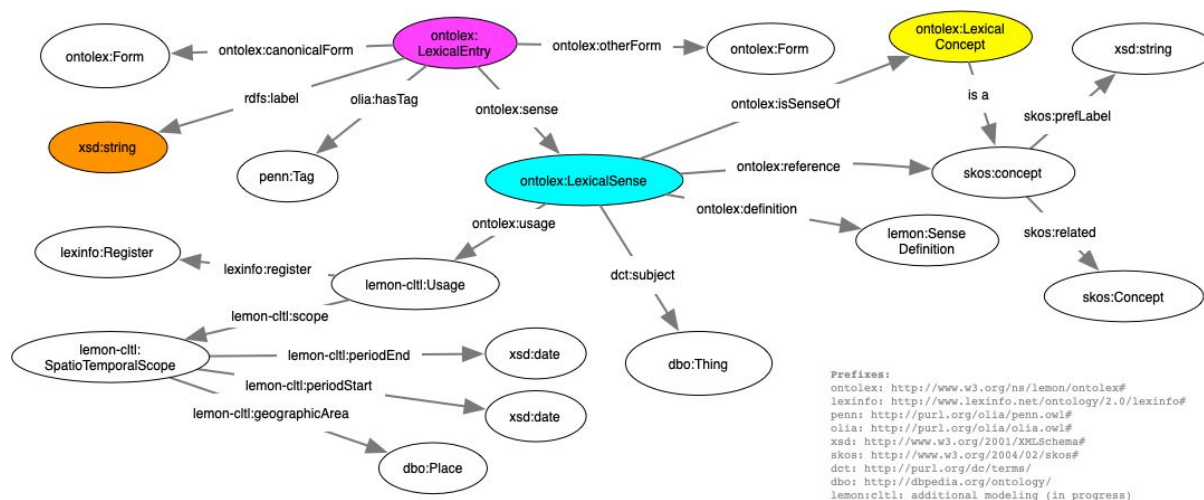 ontolex:
LexicalEntry
ontolex:Lexical
Concept
ontolex:Form
ontolex:canonicalForm
ontolex:otherForm
ontolex:Form
xsd:string
rdfs:label
olia:hasTag
ontolex:sense
ontolex:isSenseOf
is a
skos:prefLabel
xsd:string
penn:Tag
ontolex:LexicalSense
ontolex:reference
skos:concept
ontolex:definition
ontolex:usage
lemon:Sense
Definition
skos:related
lexinfo:Register
lexinfo:register
lemon-cltl:Usage
dct:subject
skos:Concept
lemon-cltl:scope
lemon-cltl:
SpatioTemporalScope
lemon-cltl:periodEnd
xsd:date
dbo:Thing
lemon-cltl:periodStart
xsd:date
lemon-cltl:geographicArea
dbo:Place
Prefixes:
ontolex: http://www.w3.org/ns/lemon/ontolex#
lexinfo: http://www.lexinfo.net/ontology/2.0/lexinfo#
penn: http://purl.org/olia/penn.owl#
olia: http://purl.org/olia/olia.owl#
xsd: http://www.w3.org/2001/XMLSchema#
skos: http://www.w3.org/2004/02/skos#
dct: http://purl.org/dc/terms/
dbo: http://dbpedia.org/ontology/
lemon:cltl: additional modeling (in progress)